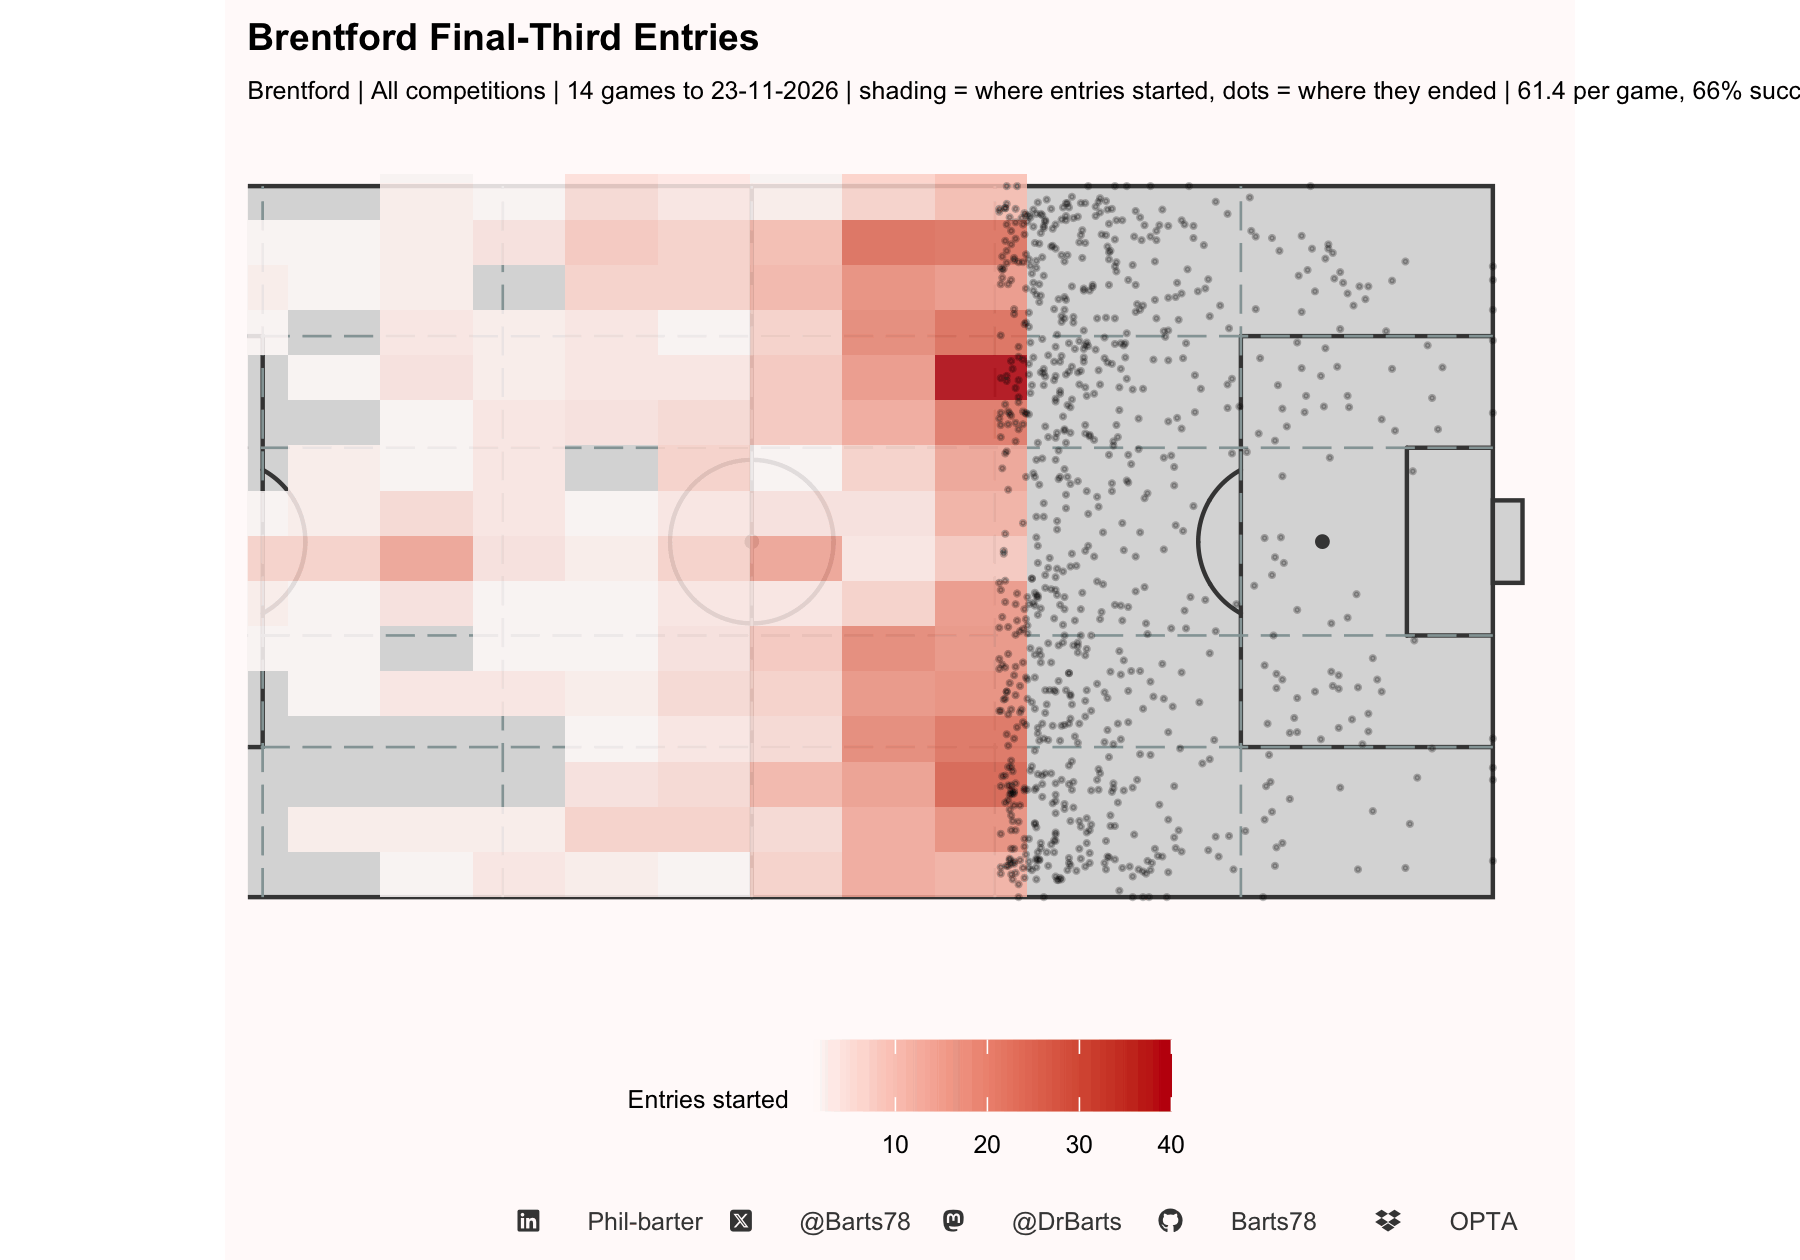 Brentford Final-Third Entries
Brentford | All competitions | 14 games to 23-11-2026 | shading = where entries started, dots = where they ended | 61.4 per game, 66% succ
Entries started
10 20 30 40
Phil-barter @Barts78 @DrBarts Barts78 OPTA